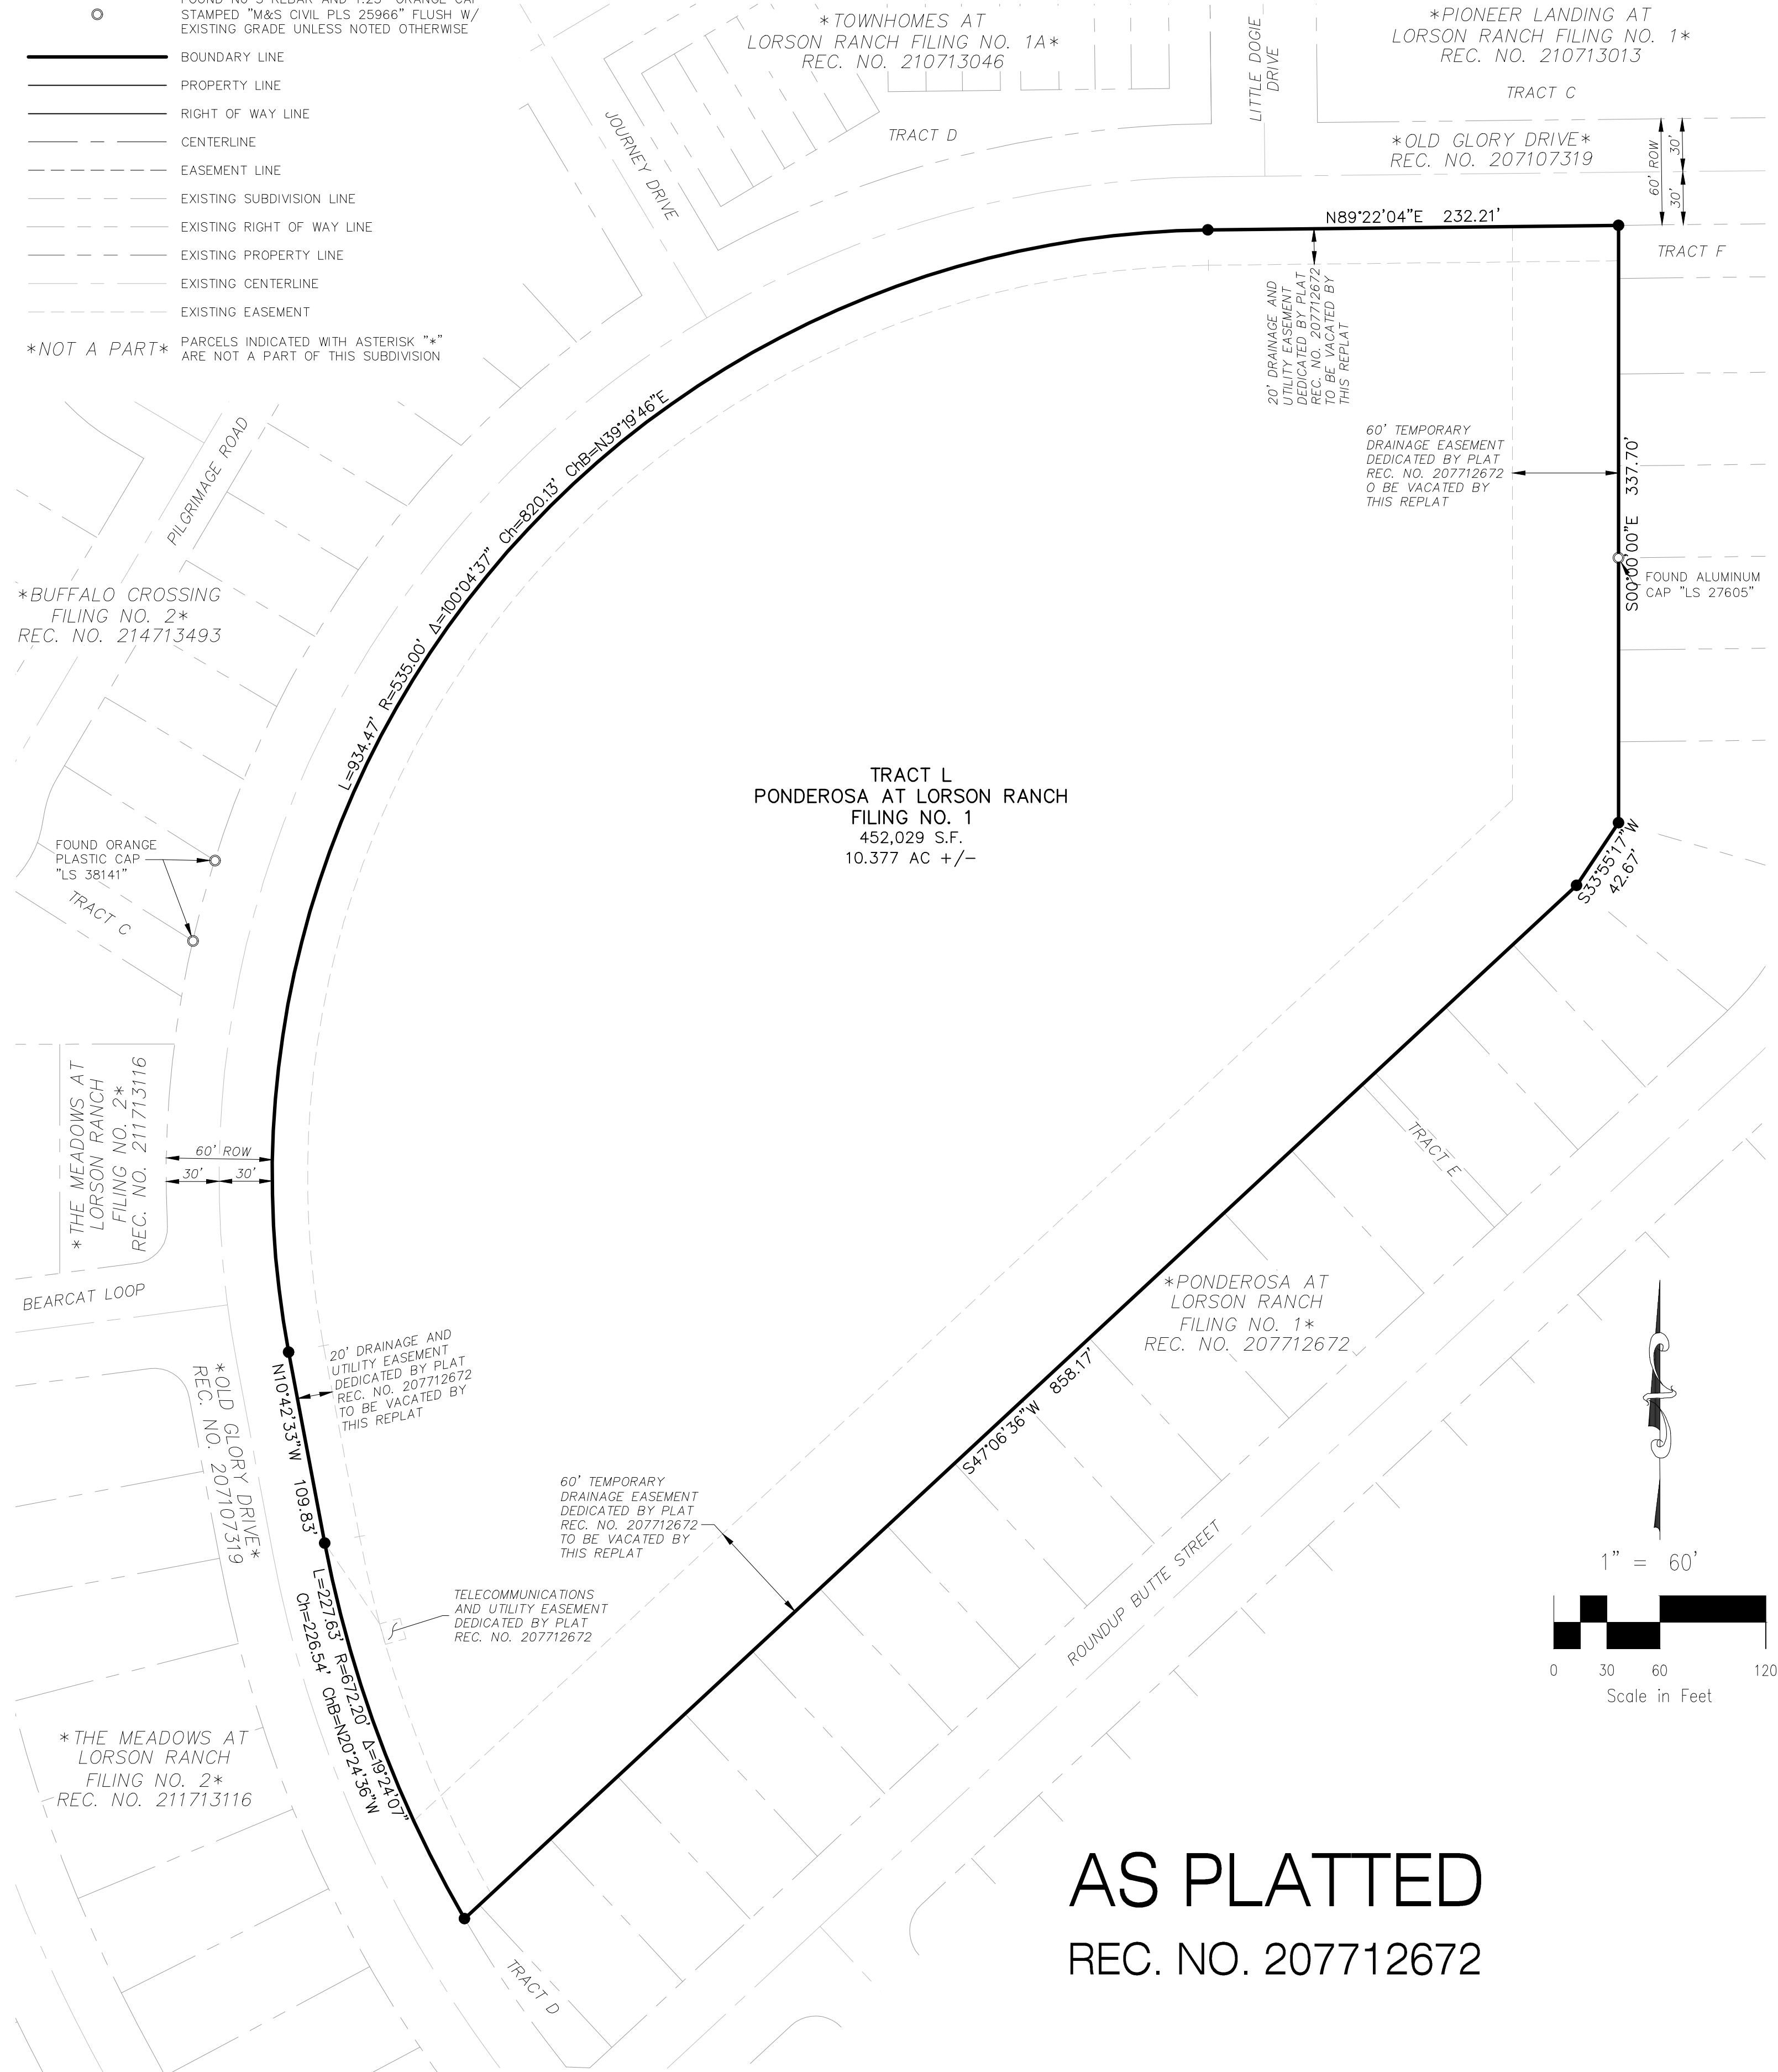 STAMPED "M&S CIVIL PLS 25966" FLUSH W/
EXISTING GRADE UNLESS NOTED OTHERWISE
BOUNDARY LINE
PROPERTY LINE
RIGHT OF WAY LINE
CENTERLINE
EASEMENT LINE
EXISTING SUBDIVISION LINE
EXISTING RIGHT OF WAY LINE
EXISTING PROPERTY LINE
EXISTING CENTERLINE
EXISTING EASEMENT
*NOT A PART*
PARCELS INDICATED WITH ASTERISK "*"
ARE NOT A PART OF THIS SUBDIVISION
*TOWNHOMES AT
LORSON RANCH FILING NO. 1A*
REC. NO. 210713046
LITTLE DOGIE
DRIVE
*PIONEER LANDING AT
LORSON RANCH FILING NO. 1*
REC. NO. 210713013
TRACT C
JOURNEY DRIVE
TRACT D
*OLD GLORY DRIVE*
REC. NO. 207107319
60' ROW
30'
30'
N89°22'04"E 232.21'
TRACT F
20' DRAINAGE AND
UTILITY EASEMENT
DEDICATED BY PLAT
REC. NO. 207712672
TO BE VACATED BY
THIS REPLAT
60' TEMPORARY
DRAINAGE EASEMENT
DEDICATED BY PLAT
REC. NO. 207712672
O BE VACATED BY
THIS REPLAT
S00°00'00"E 337.70'
FOUND ALUMINUM
CAP "LS 27605"
PILGRIMAGE ROAD
L=934.47' R=535.00' Δ=100°04'37" Ch=820.13' ChB=N39°19'46"E
*BUFFALO CROSSING
FILING NO. 2*
REC. NO. 214713493
TRACT L
PONDEROSA AT LORSON RANCH
FILING NO. 1
452,029 S.F.
10.377 AC +/-
S33°55'17"W
42.67'
FOUND ORANGE
PLASTIC CAP
"LS 38141"
TRACT C
*THE MEADOWS AT
LORSON RANCH
FILING NO. 2*
REC. NO. 211713116
60' ROW
30'
30'
TRACT E
BEARCAT LOOP
*PONDEROSA AT
LORSON RANCH
FILING NO. 1*
REC. NO. 207712672
S47°06'36"W 858.17'
20' DRAINAGE AND
UTILITY EASEMENT
DEDICATED BY PLAT
REC. NO. 207712672
TO BE VACATED BY
THIS REPLAT
N10°42'33"W 109.83'
*OLD GLORY DRIVE*
REC. NO. 207107319
60' TEMPORARY
DRAINAGE EASEMENT
DEDICATED BY PLAT
REC. NO. 207712672
TO BE VACATED BY
THIS REPLAT
TELECOMMUNICATIONS
AND UTILITY EASEMENT
DEDICATED BY PLAT
REC. NO. 207712672
ROUNDUP BUTTE STREET
L=227.63' R=672.20' Δ=19°24'07"
Ch=226.54' ChB=N20°24'36"W
1" = 60'
0 30 60 120
Scale in Feet
*THE MEADOWS AT
LORSON RANCH
FILING NO. 2*
REC. NO. 211713116
TRACT D
AS PLATTED
REC. NO. 207712672